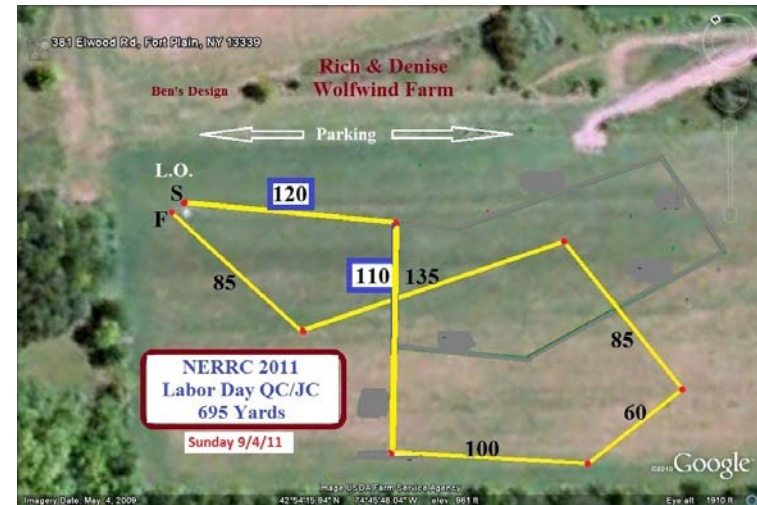 381 Elwood Rd, Fort Plain, NY 13339
Rich & Denise
Ben's Design
Wolfwind Farm
Parking
L.O.
S
120
F
110
135
85
85
NERRC 2011
Labor Day QC/JC
695 Yards
60
Sunday 9/4/11
100
©2010 Google
Image USDA Farm Service Agency
Imagery Date: May 4, 2009
42°54'15.94" N 74°45'48.04" W elev 961 ft
Eye alt 1910 ft